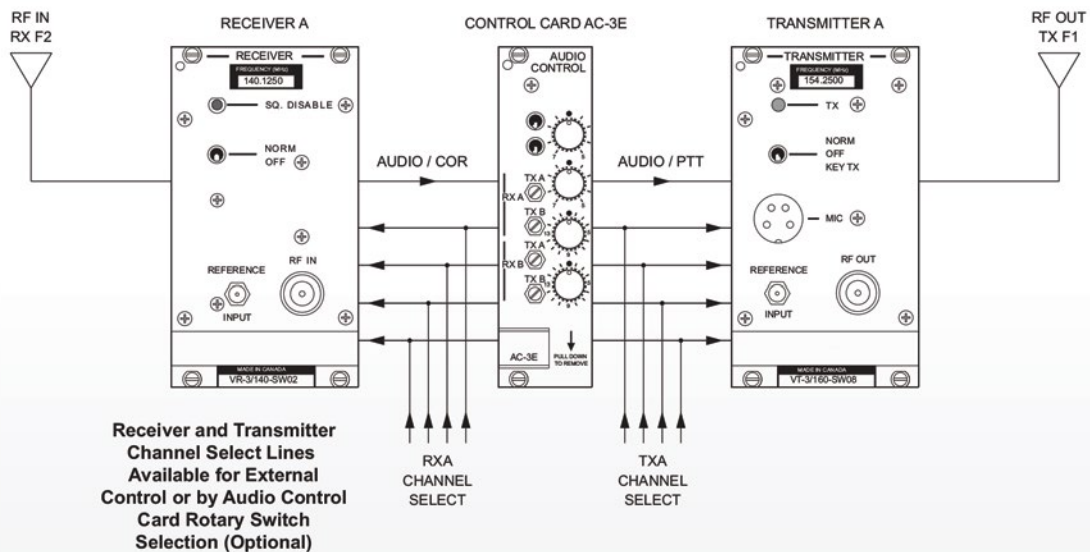 RF IN
RX F2
RECEIVER A
CONTROL CARD AC-3E
TRANSMITTER A
RF OUT
TX F1
RECEIVER
FREQUENCY (MHz)
140.1250
SQ. DISABLE
NORM
OFF
REFERENCE
INPUT
RF IN
MADE IN CANADA
VR-3/140-SW02
AUDIO / COR
AUDIO
CONTROL
TX A
RX A
TX B
TX A
RX B
TX B
AC-3E
PULL DOWN
TO REMOVE
AUDIO / PTT
TRANSMITTER
FREQUENCY (MHz)
154.2500
TX
NORM
OFF
KEY TX
MIC
REFERENCE
INPUT
RF OUT
MADE IN CANADA
VT-3/160-SW08
Receiver and Transmitter
Channel Select Lines
Available for External
Control or by Audio Control
Card Rotary Switch
Selection (Optional)
RXA
CHANNEL
SELECT
TXA
CHANNEL
SELECT